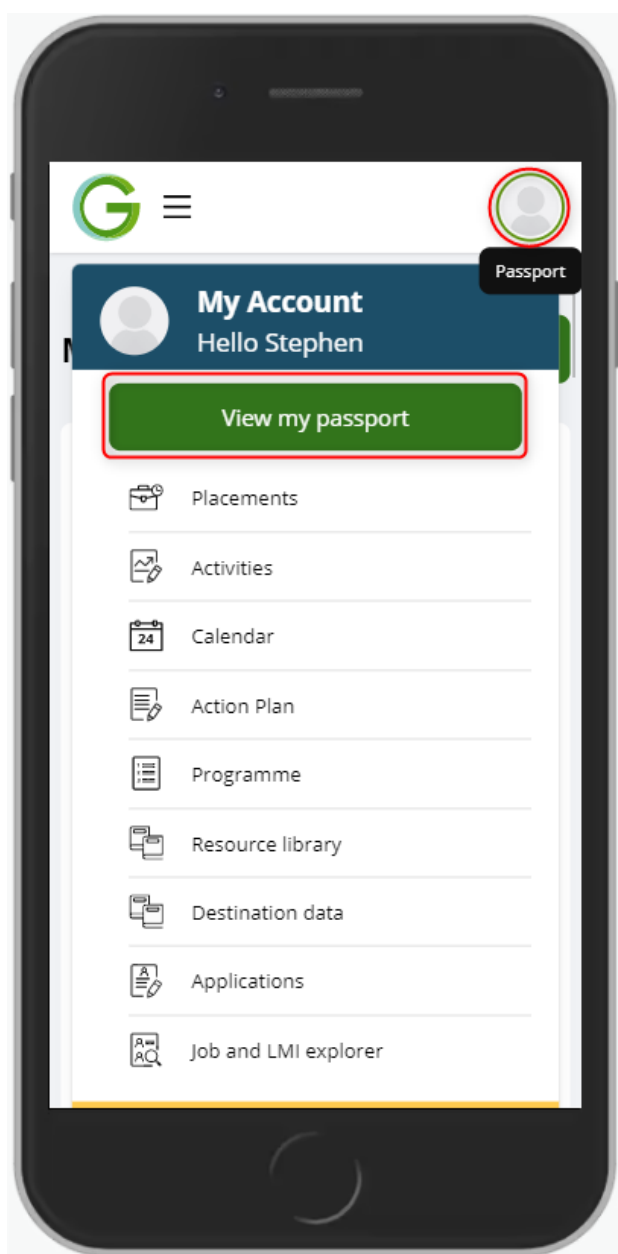 G
Passport
My Account
Hello Stephen
View my passport
Placements
Activities
24
Calendar
Action Plan
Programme
Resource library
Destination data
Applications
Job and LMI explorer